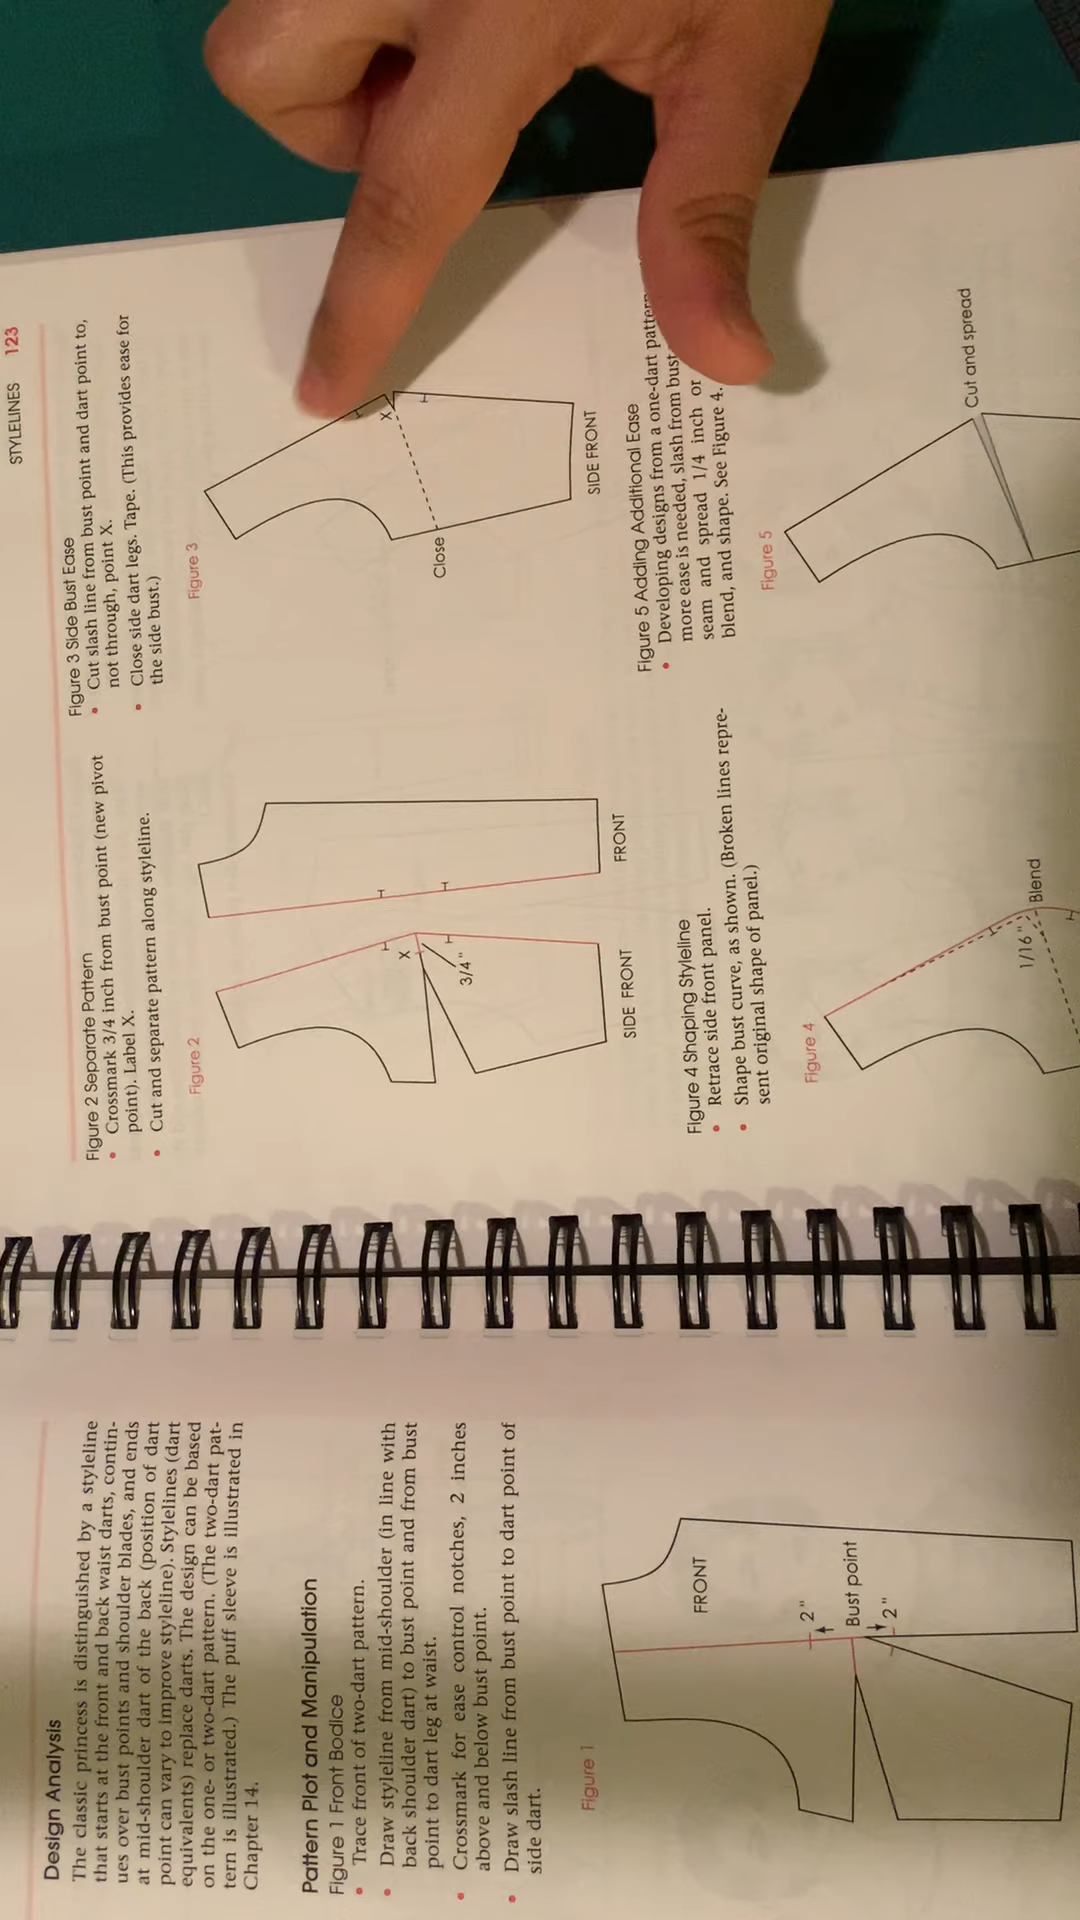 Design Analysis
The classic princess is distinguished by a styleline
that starts at the front and back waist darts, contin-
ues over bust points and shoulder blades, and ends
at mid-shoulder dart of the back (position of dart
point can vary to improve styleline). Stylelines (dart
equivalents) replace darts. The design can be based
on the one- or two-dart pattern. (The two-dart pat-
tern is illustrated.) The puff sleeve is illustrated in
Chapter 14.
Pattern Plot and Manipulation
Figure 1 Front Bodice
• Trace front of two-dart pattern.
• Draw styleline from mid-shoulder (in line with
back shoulder dart) to bust point and from bust
point to dart leg at waist.
• Crossmark for ease control notches, 2 inches
above and below bust point.
• Draw slash line from bust point to dart point of
side dart.
Figure 1
FRONT
2"
Bust point
2"
STYLELINES 123
Figure 2 Separate Pattern
• Crossmark 3/4 inch from bust point (new pivot
point). Label X.
• Cut and separate pattern along styleline.
Figure 2
X
3/4"
SIDE FRONT
FRONT
Figure 3 Side Bust Ease
• Cut slash line from bust point and dart point to,
not through, point X.
• Close side dart legs. Tape. (This provides ease for
the side bust.)
Figure 3
X
Close
SIDE FRONT
Figure 4 Shaping Styleline
• Retrace side front panel.
• Shape bust curve, as shown. (Broken lines repre-
sent original shape of panel.)
Figure 4
1/16"
Blend
Figure 5 Adding Additional Ease
• Developing designs from a one-dart pattern
more ease is needed, slash from bust
seam and spread 1/4 inch or
blend, and shape. See Figure 4.
Figure 5
Cut and spread